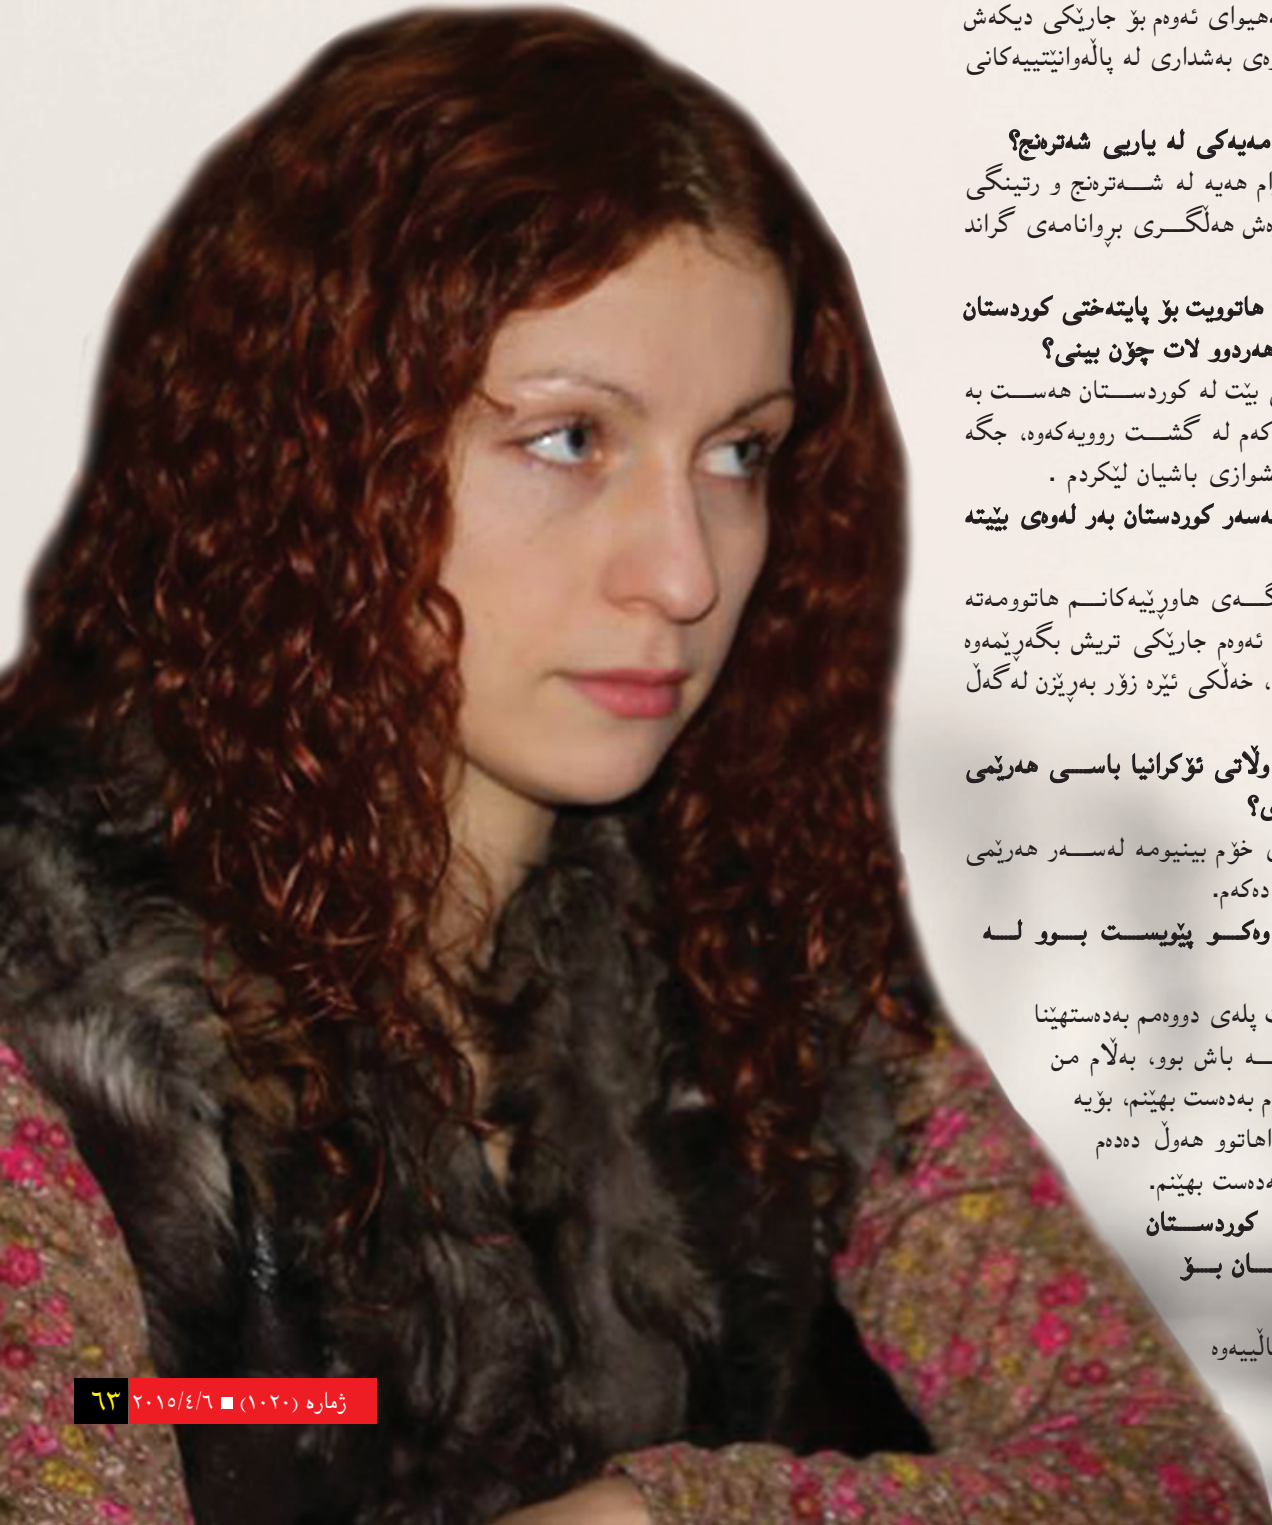 ەهیوای ئەوەم بۆ جارێکی دیکەش
وەی بەشداری لە پاڵەوانێتییەکانی
مەیەکی لە یاریی شەترەنج؟
ام هەیە لە شـــەترەنج و رتینگی
ەش هەڵگـــری بڕوانامەی گراند
هاتوویت بۆ پایتەختی کوردستان
هەردوو لات چۆن بینی؟
بێت لە کوردســـتان هەســـت بە
کەم لە گشـــت روویەکەوە، جگە
شوازی باشیان لێکردم .
ەسەر کوردستان بەر لەوەی بێیتە
گـــەی هاوڕێیەکانـــم هاتوومەتە
ئەوەم جارێکی تریش بگەڕێمەوە
، خەڵکی ئێرە زۆر بەڕێزن لەگەڵ
وڵاتی ئۆکرانیا باســـی هەرێمی
ی؟
خۆم بینیومە لەســـەر هەرێمی
دەکەم.
وەکـــو پێویســـت بـــوو لـــە
پلەی دووەمم بەدەستهێنا
ـــە باش بوو، بەڵام من
م بەدەست بهێنم، بۆیە
اهاتوو هەوڵ دەدەم
ەدەست بهێنم.
کوردســـتان
ـــان بـــۆ
اڵییەوە
ژمارە (١٠٢٠) ■ ٢٠١٥/٤/٦ ٦٣